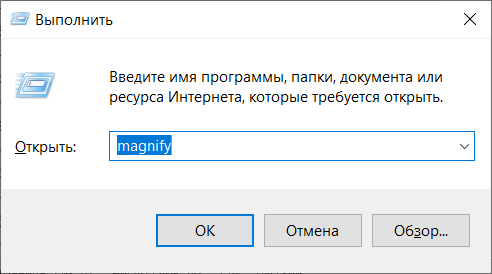 Выполнить
Введите имя программы, папки, документа или
ресурса Интернета, которые требуется открыть.
Открыть: magnify
ОК Отмена Обзор...